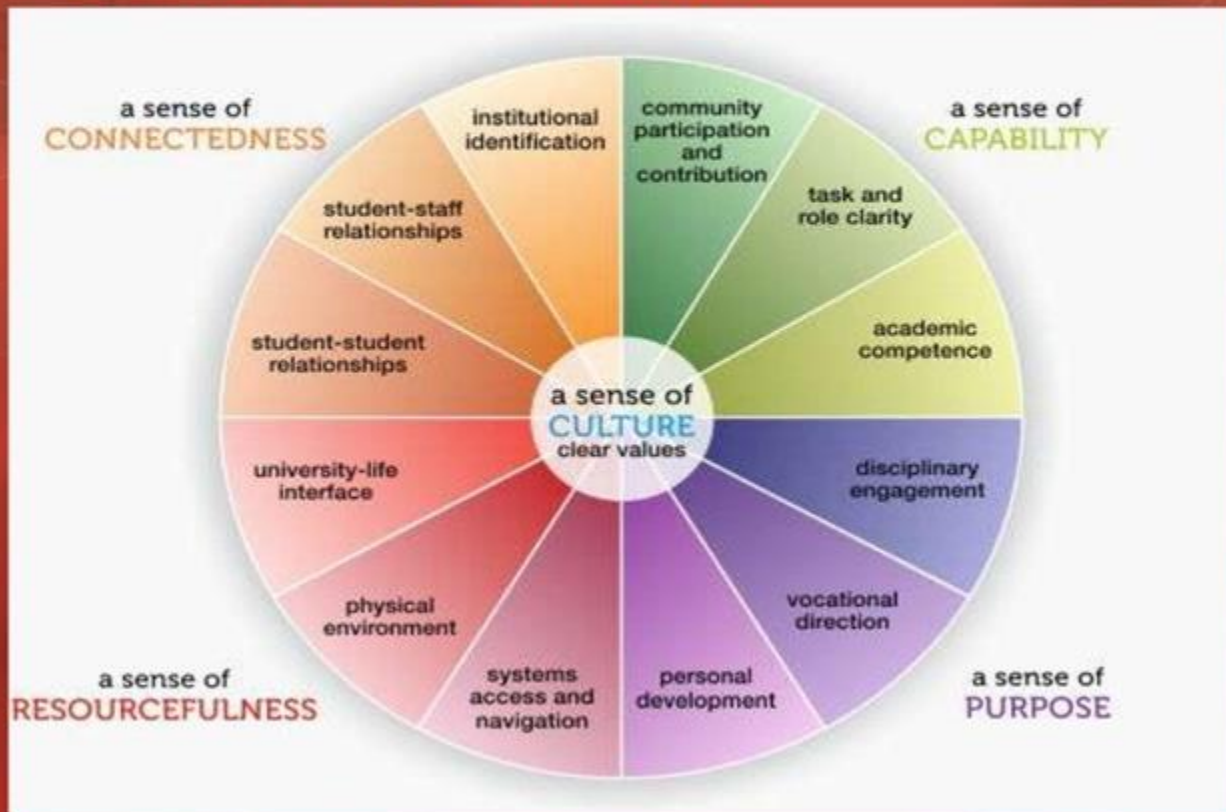 a sense of
CONNECTEDNESS
institutional
identification
student-staff
relationships
student-student
relationships
a sense of
CAPABILITY
community
participation
and
contribution
task and
role clarity
academic
competence
a sense of
CULTURE
clear values
a sense of
RESOURCEFULNESS
university-life
interface
physical
environment
systems
access and
navigation
a sense of
PURPOSE
disciplinary
engagement
vocational
direction
personal
development